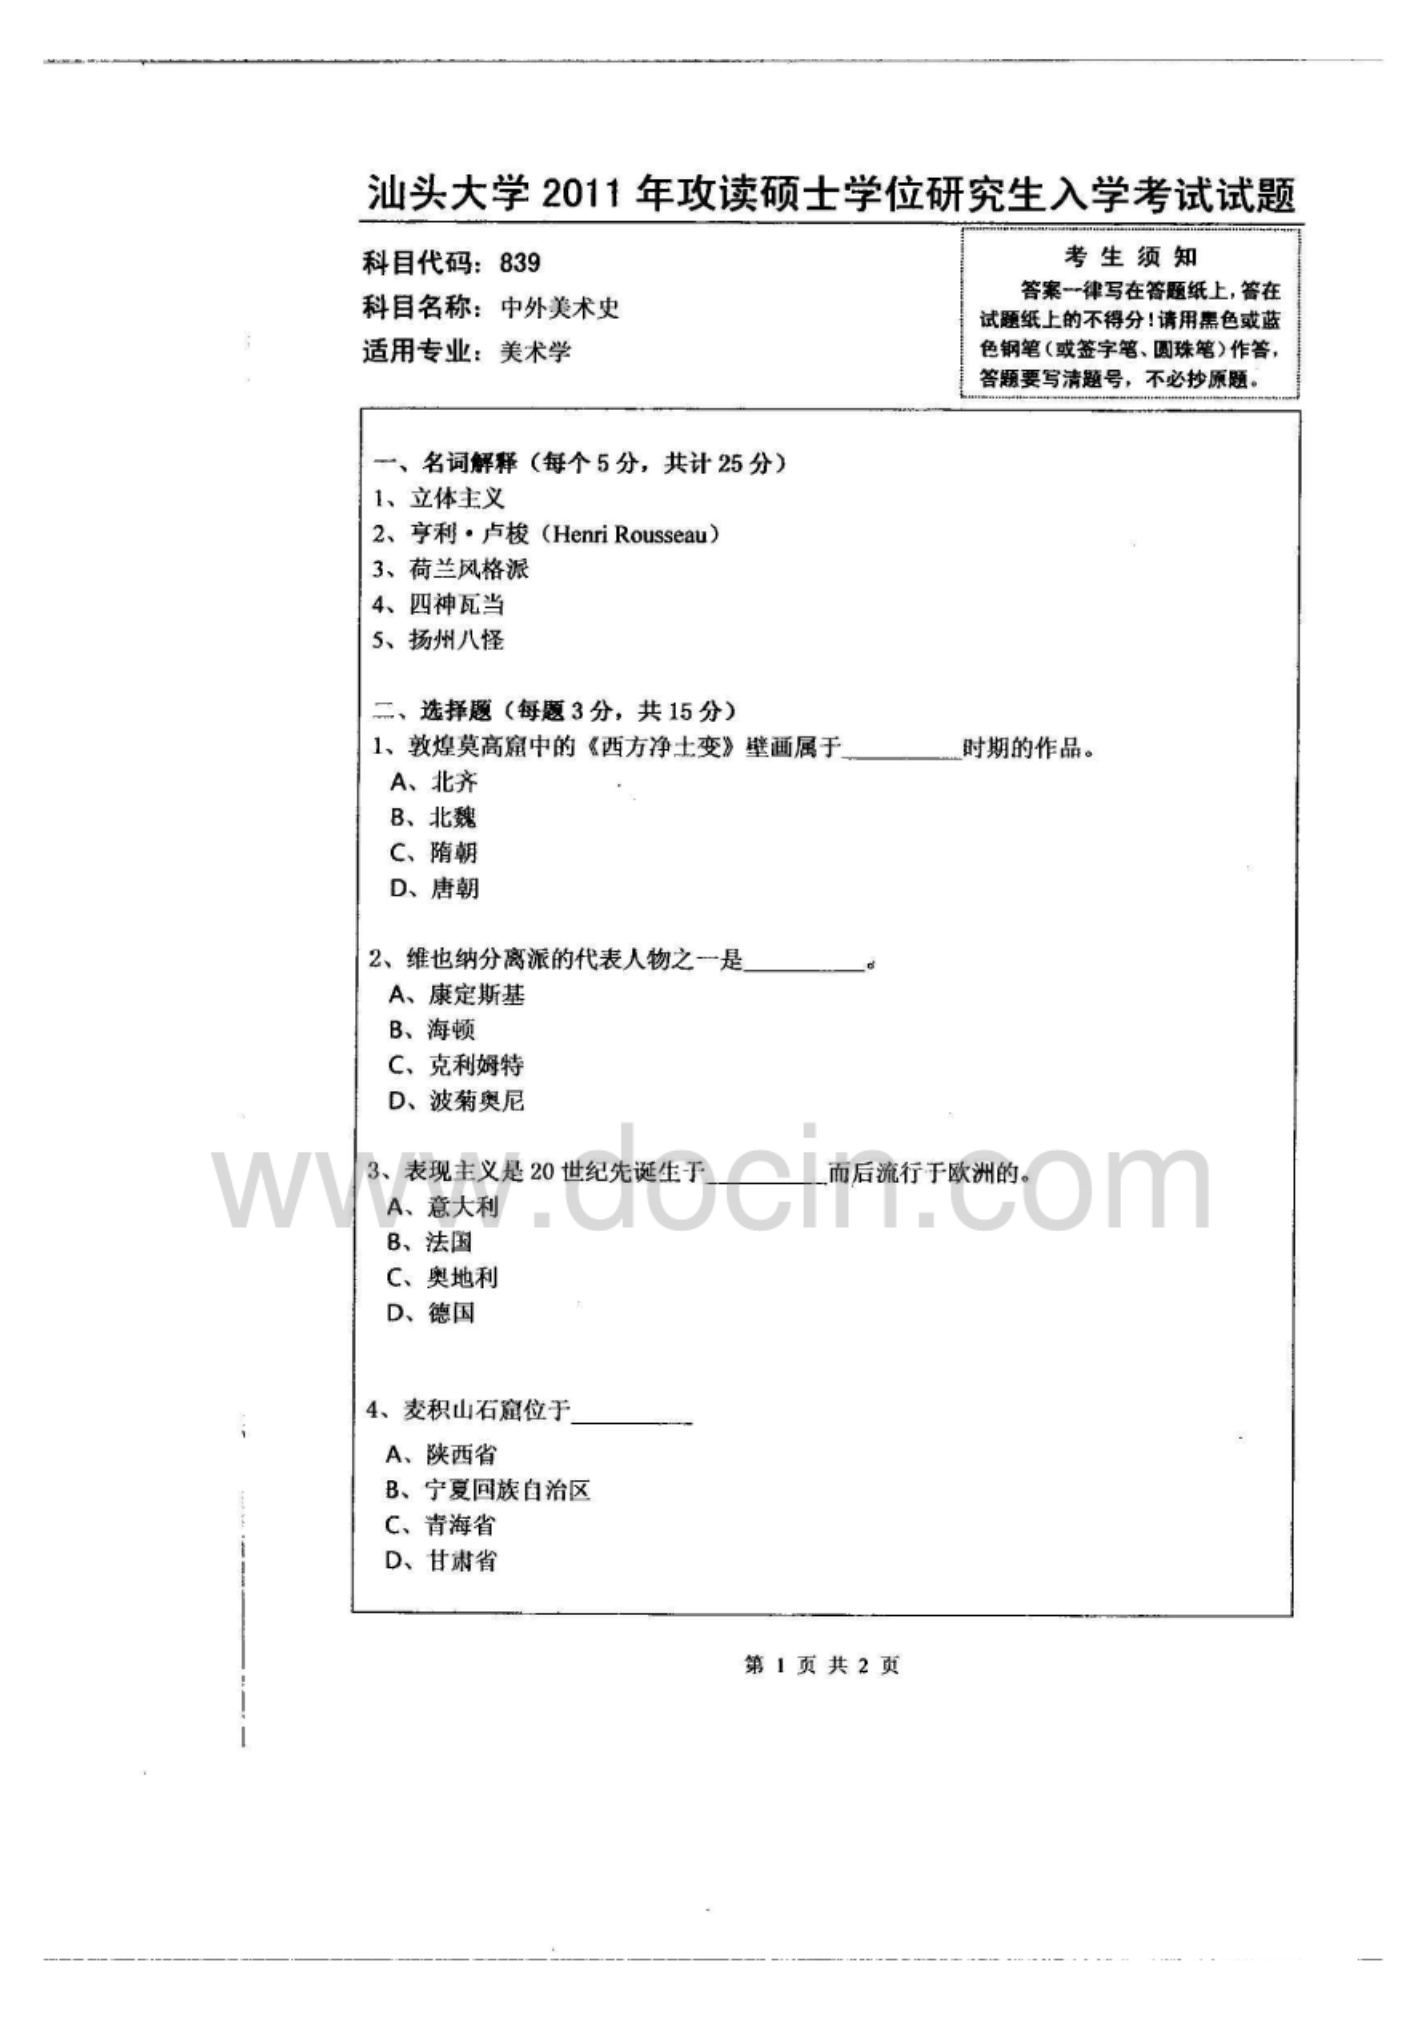 汕头大学 2011 年攻读硕士学位研究生入学考试试题
科目代码：839
科目名称：中外美术史
适用专业：美术学
考 生 须 知
答案一律写在答题纸上，答在
试题纸上的不得分！请用黑色或蓝
色钢笔（或签字笔、圆珠笔）作答，
答题要写清题号，不必抄原题。
一、名词解释（每个 5 分，共计 25 分）
1、立体主义
2、亨利·卢梭（Henri Rousseau）
3、荷兰风格派
4、四神瓦当
5、扬州八怪
二、选择题（每题 3 分，共 15 分）
1、敦煌莫高窟中的《西方净土变》壁画属于__________时期的作品。
A、北齐
B、北魏
C、隋朝
D、唐朝
2、维也纳分离派的代表人物之一是__________。
A、康定斯基
B、海顿
C、克利姆特
D、波菊奥尼
3、表现主义是 20 世纪先诞生于__________而后流行于欧洲的。
A、意大利
B、法国
C、奥地利
D、德国
4、麦积山石窟位于__________
A、陕西省
B、宁夏回族自治区
C、青海省
D、甘肃省
第 1 页 共 2 页
www.docin.com